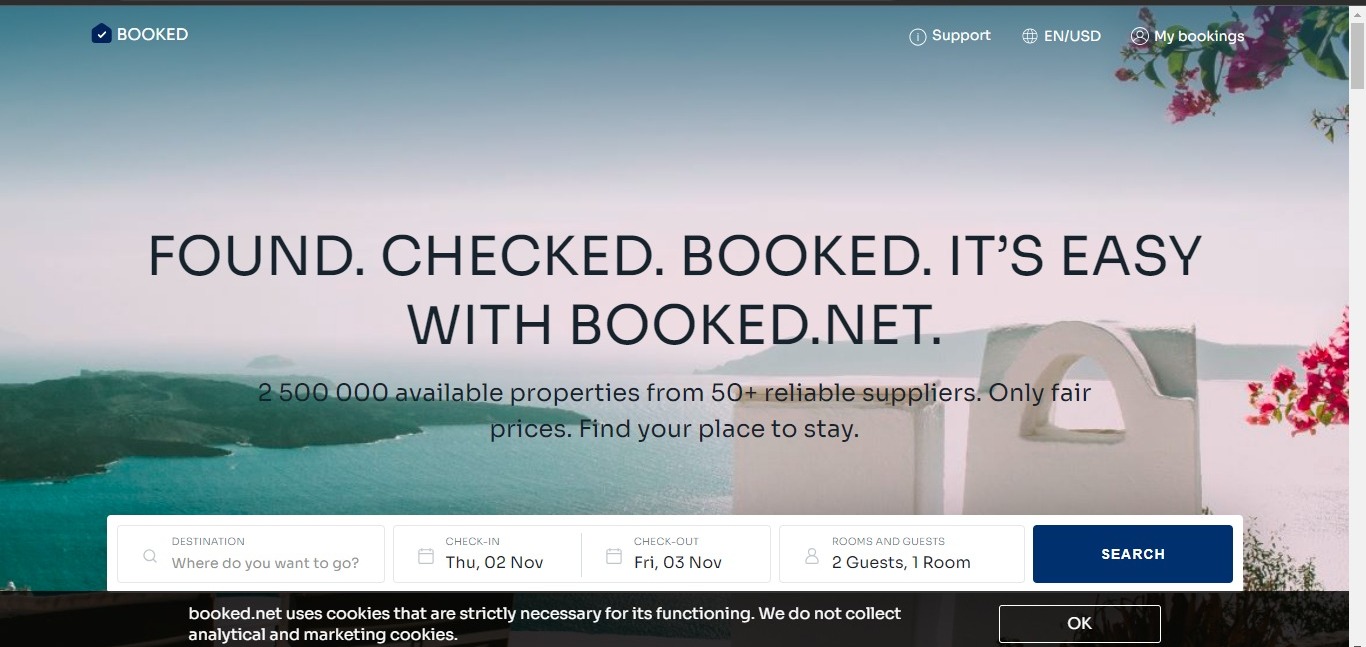 BOOKED
Support
EN/USD
My bookings
FOUND. CHECKED. BOOKED. IT’S EASY
WITH BOOKED.NET.
2 500 000 available properties from 50+ reliable suppliers. Only fair
prices. Find your place to stay.
DESTINATION
Where do you want to go?
CHECK-IN
Thu, 02 Nov
CHECK-OUT
Fri, 03 Nov
ROOMS AND GUESTS
2 Guests, 1 Room
SEARCH
booked.net uses cookies that are strictly necessary for its functioning. We do not collect
analytical and marketing cookies.
OK